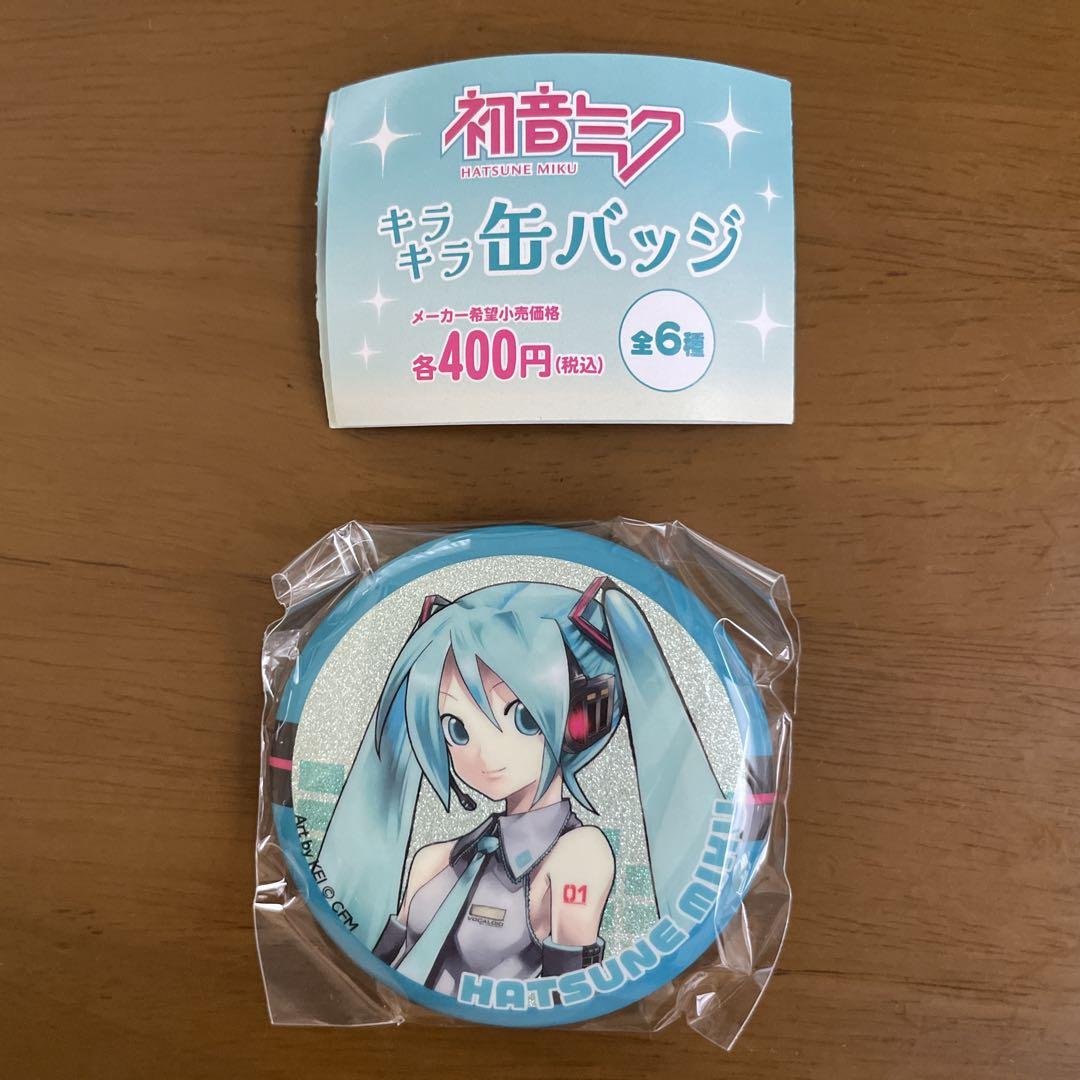 初音ミク
HATSUNE MIKU
キラキラ缶バッジ
メーカー希望小売価格
各400円(税込)
全6種
01
VOCALOID
Art by KEI © CFM
HATSUNE MIKU